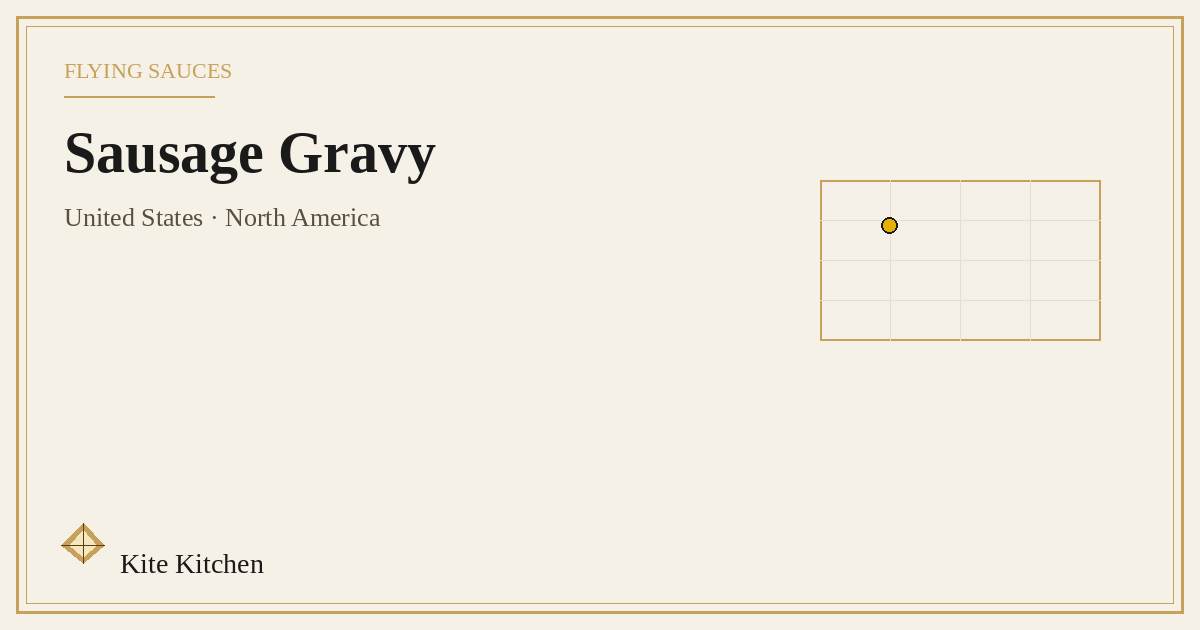 FLYING SAUCES
Sausage Gravy
United States · North America
Kite Kitchen